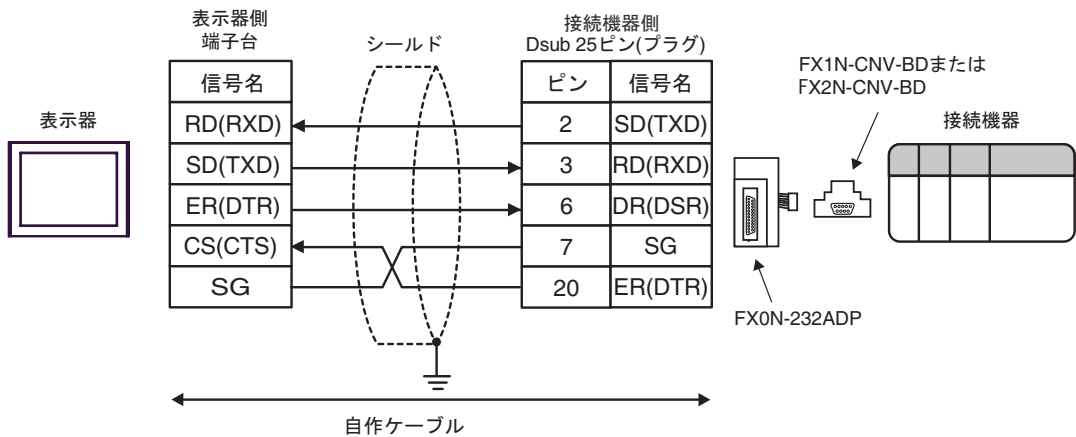 表示器側
端子台
シールド
接続機器側
Dsub 25ピン(プラグ)
FX1N-CNV-BDまたは
FX2N-CNV-BD
表示器
接続機器
信号名
ピン 信号名
RD(RXD) 2 SD(TXD)
SD(TXD) 3 RD(RXD)
ER(DTR) 6 DR(DSR)
CS(CTS) 7 SG
SG 20 ER(DTR)
FX0N-232ADP
自作ケーブル